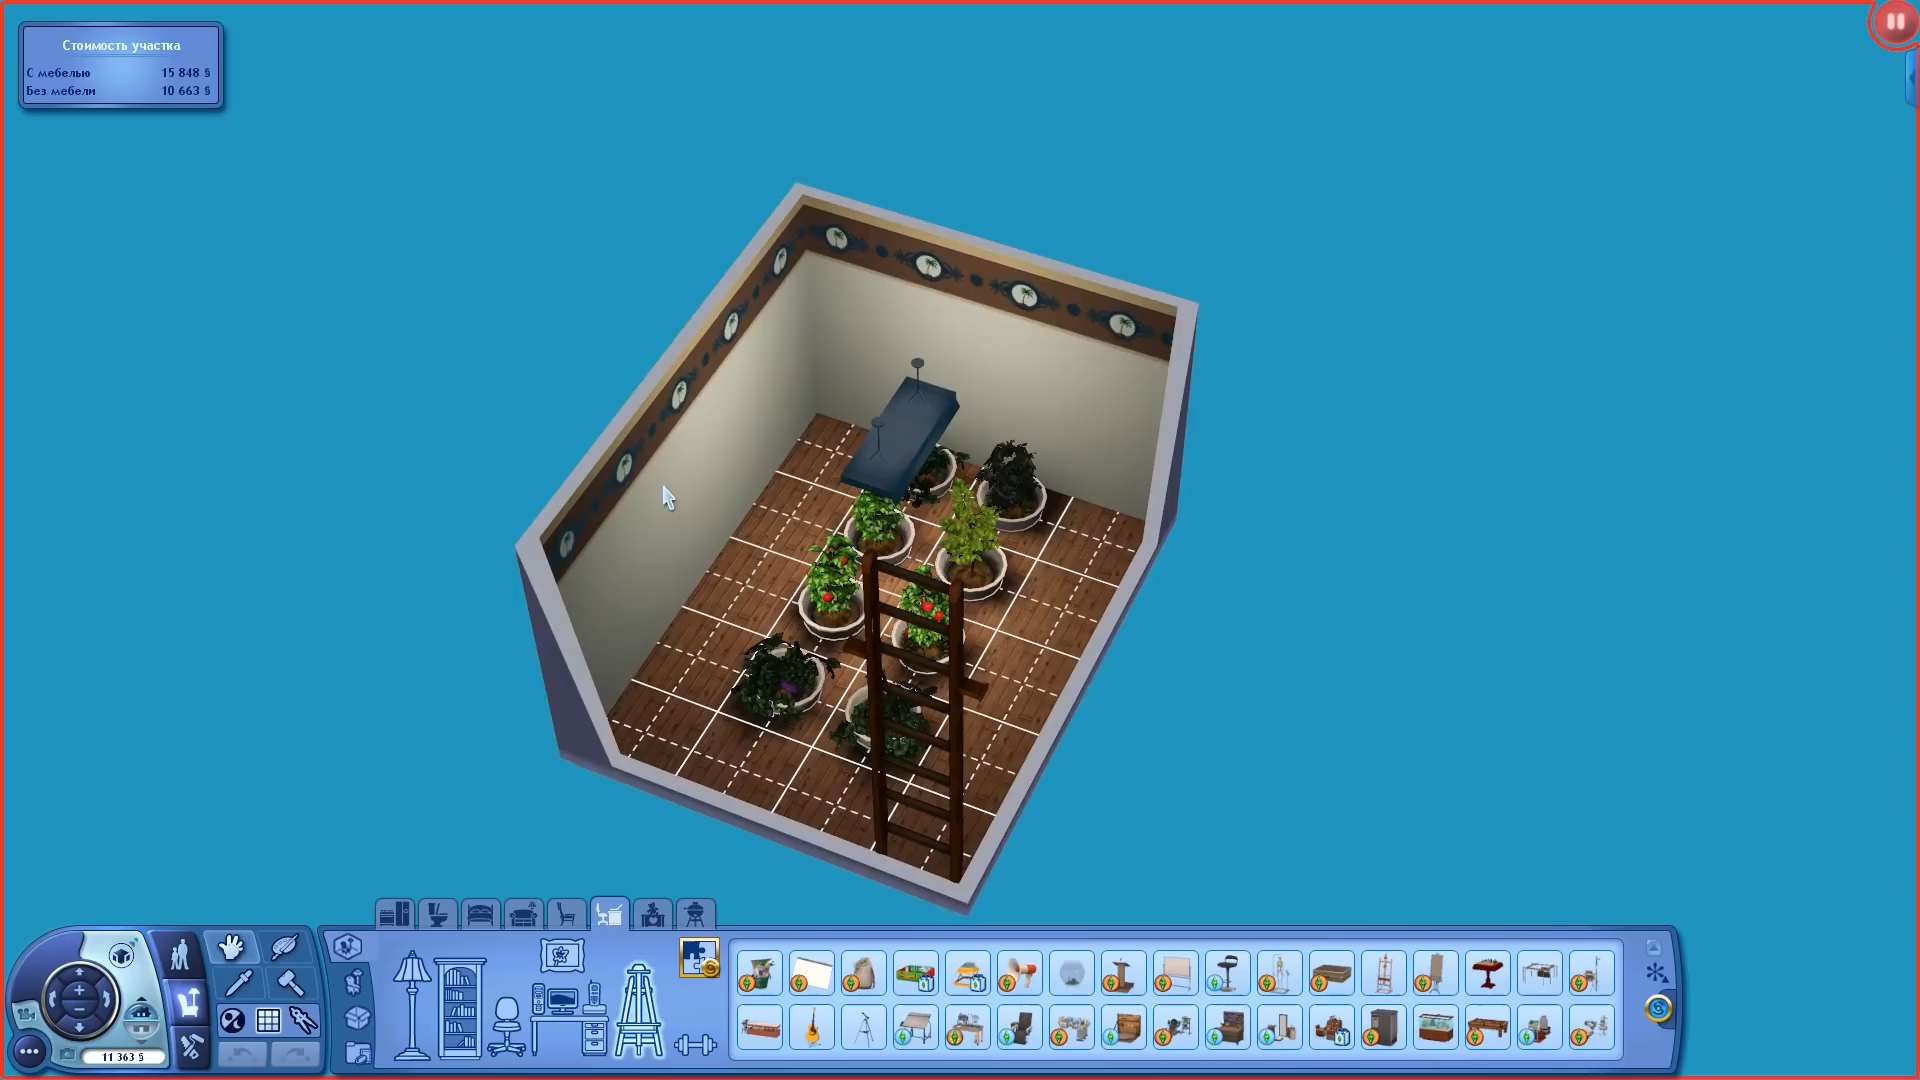 Стоимость участка
С мебелью 15 848 §
Без мебели 10 663 §
11 363 §